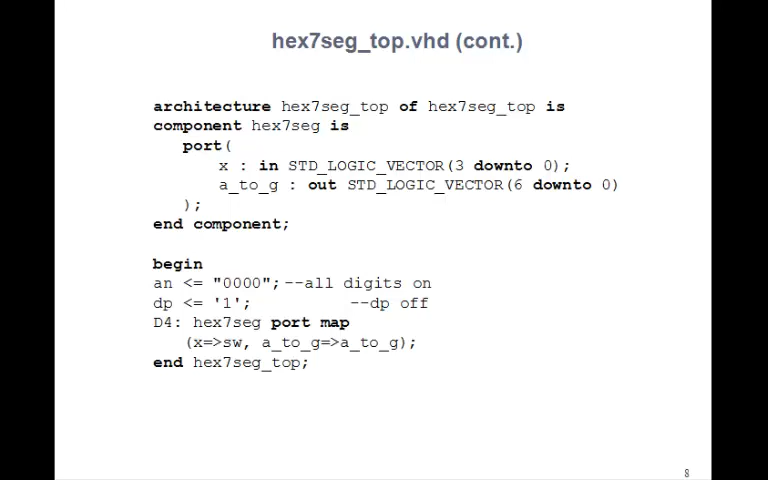 hex7seg_top.vhd (cont.)
architecture hex7seg_top of hex7seg_top is
component hex7seg is
port(
x : in STD_LOGIC_VECTOR(3 downto 0);
a_to_g : out STD_LOGIC_VECTOR(6 downto 0)
);
end component;
begin
an <= "0000"; --all digits on
dp <= '1'; --dp off
D4: hex7seg port map
(x=>sw, a_to_g=>a_to_g);
end hex7seg_top;
8